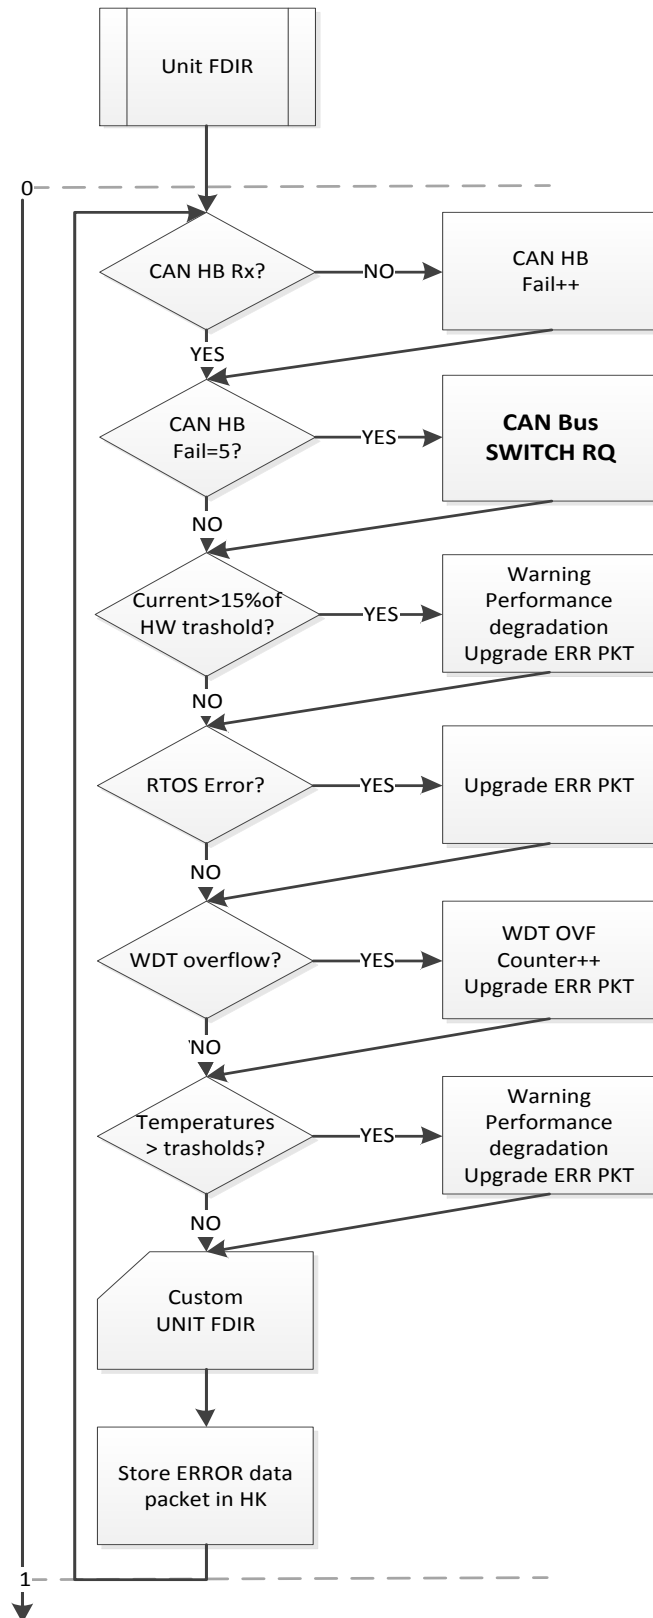 Unit FDIR
0
CAN HB Rx?
NO
CAN HB
Fail++
YES
CAN HB
Fail=5?
YES
CAN Bus
SWITCH RQ
NO
Current>15%of
HW trashold?
YES
Warning
Performance
degradation
Upgrade ERR PKT
NO
RTOS Error?
YES
Upgrade ERR PKT
NO
WDT overflow?
YES
WDT OVF
Counter++
Upgrade ERR PKT
NO
Temperatures
> trasholds?
YES
Warning
Performance
degradation
Upgrade ERR PKT
NO
Custom
UNIT FDIR
Store ERROR data
packet in HK
1